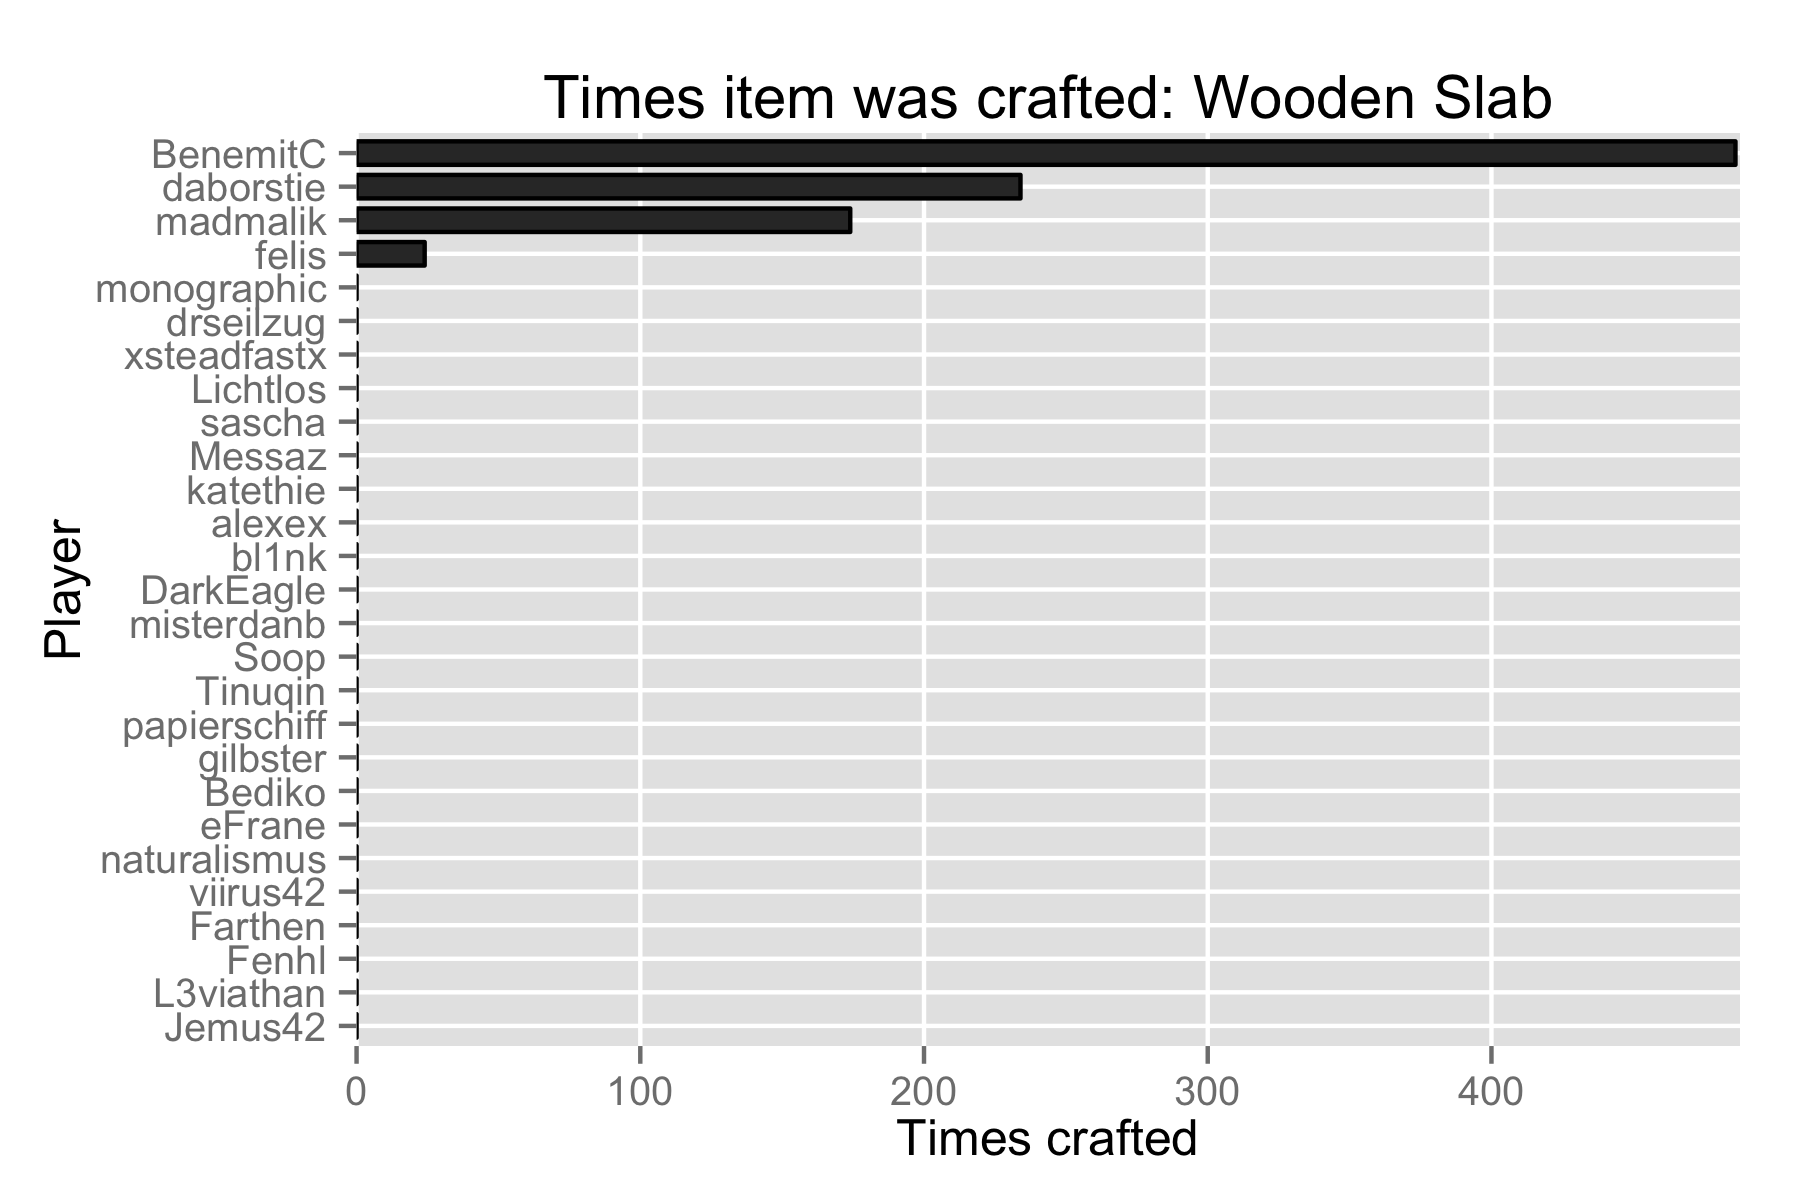 Times item was crafted: Wooden Slab
Player
BenemitC
daborstie
madmalik
felis
monographic
drseilzug
xsteadfastx
Lichtlos
sascha
Messaz
katethie
alexex
bl1nk
DarkEagle
misterdanb
Soop
Tinuqin
papierschiff
gilbster
Bediko
eFrane
naturalismus
viirus42
Farthen
Fenhl
L3viathan
Jemus42
0 100 200 300 400
Times crafted